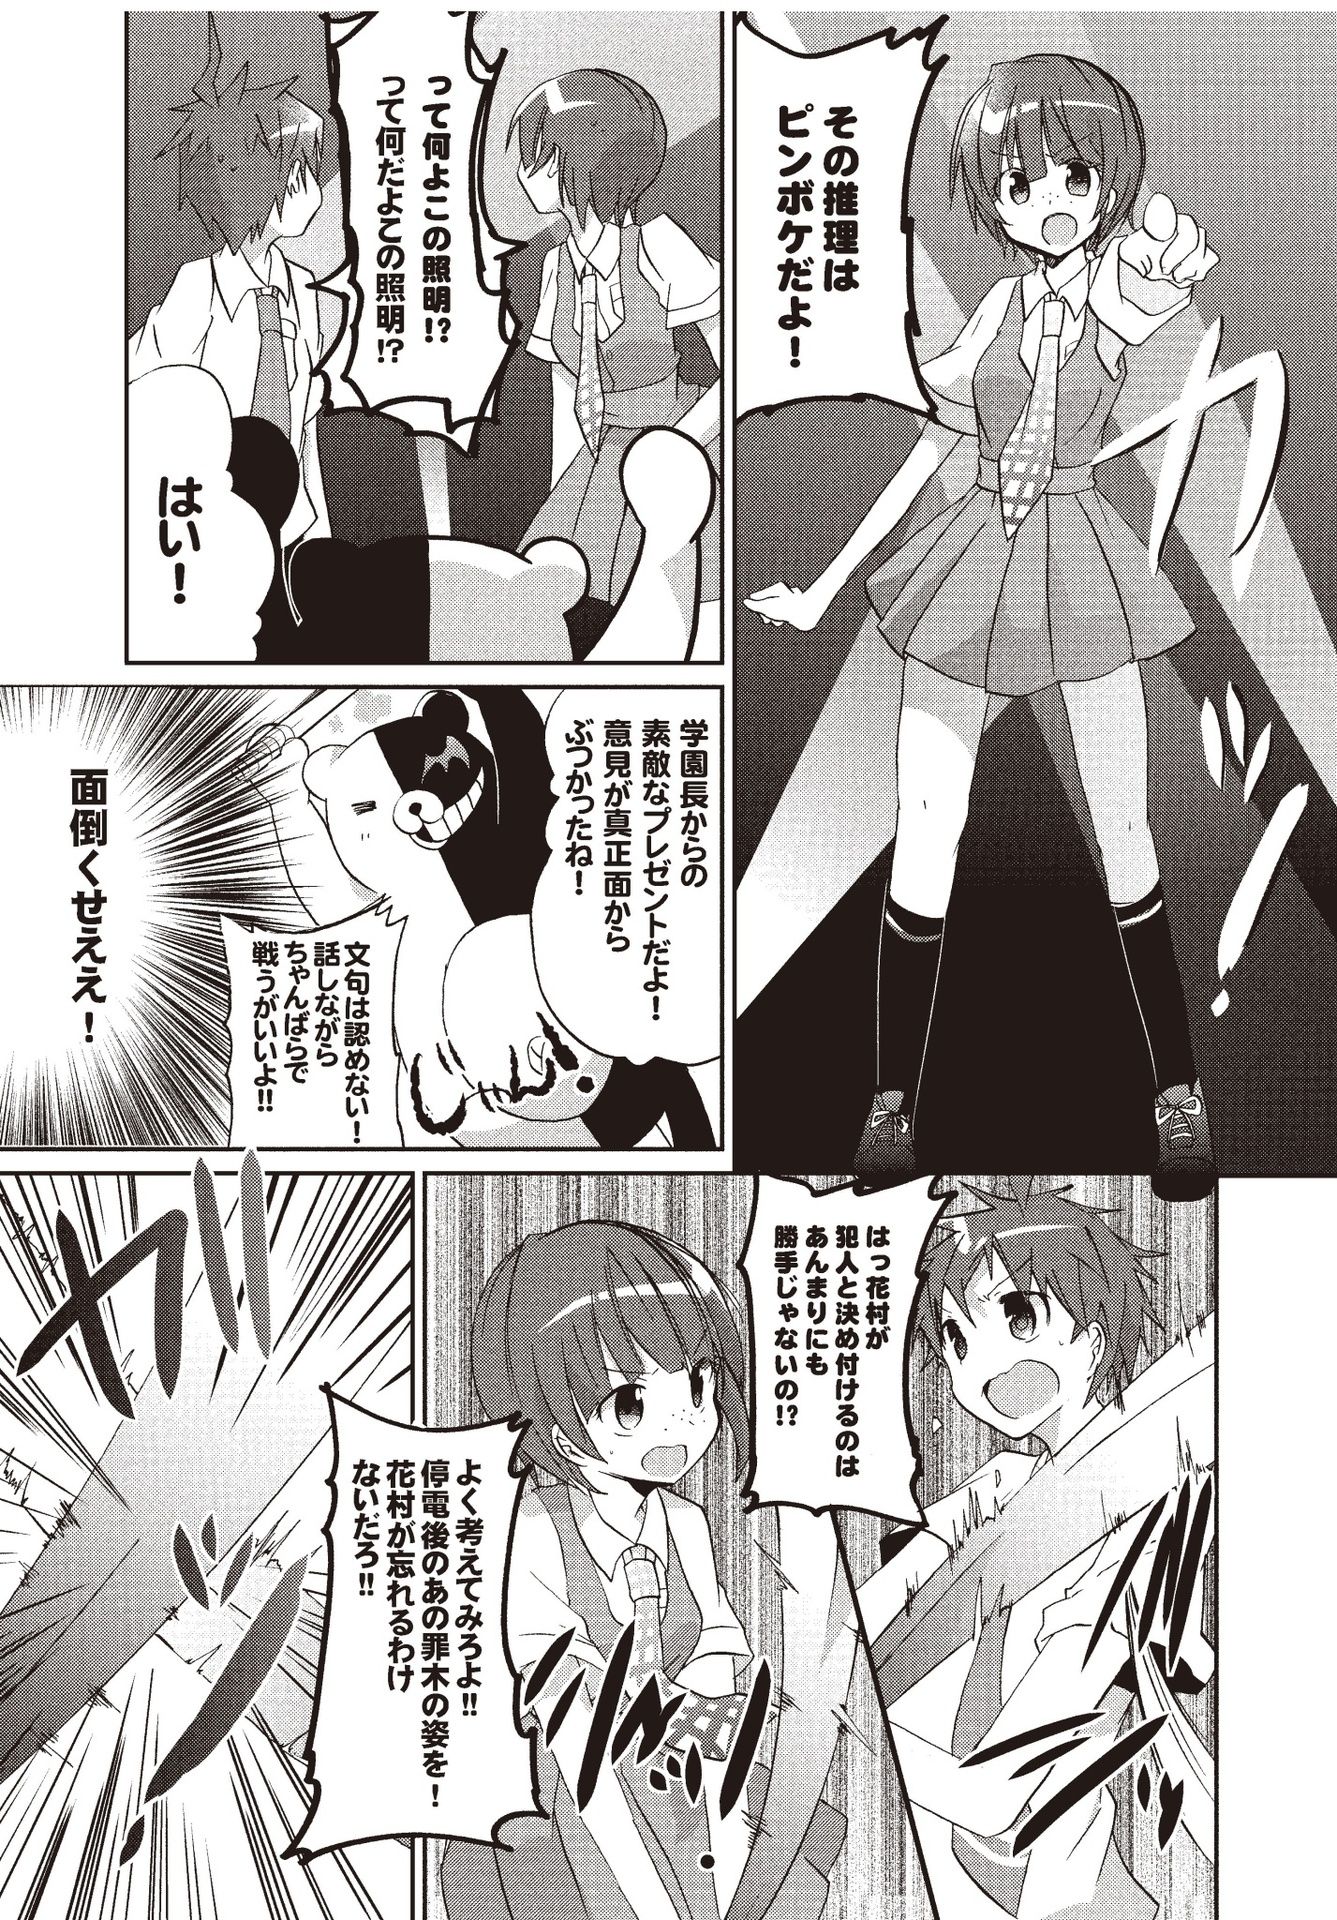 その推理は
ピンボケだよ！
カッ
って何よこの照明!?
って何だよこの照明!?
はい！
学園長からの
素敵なプレゼントだよ！
意見が真正面から
ぶつかったね！
文句は認めない！
話しながら
ちゃんばらで
戦うがいいよ!!
面倒くせええ！
はっ花村が
犯人と決め付けるのは
あんまりにも
勝手じゃないの!?
よく考えてみろよ!!
停電後のあの罪木の姿を！
花村が忘れるわけ
ないだろ!!